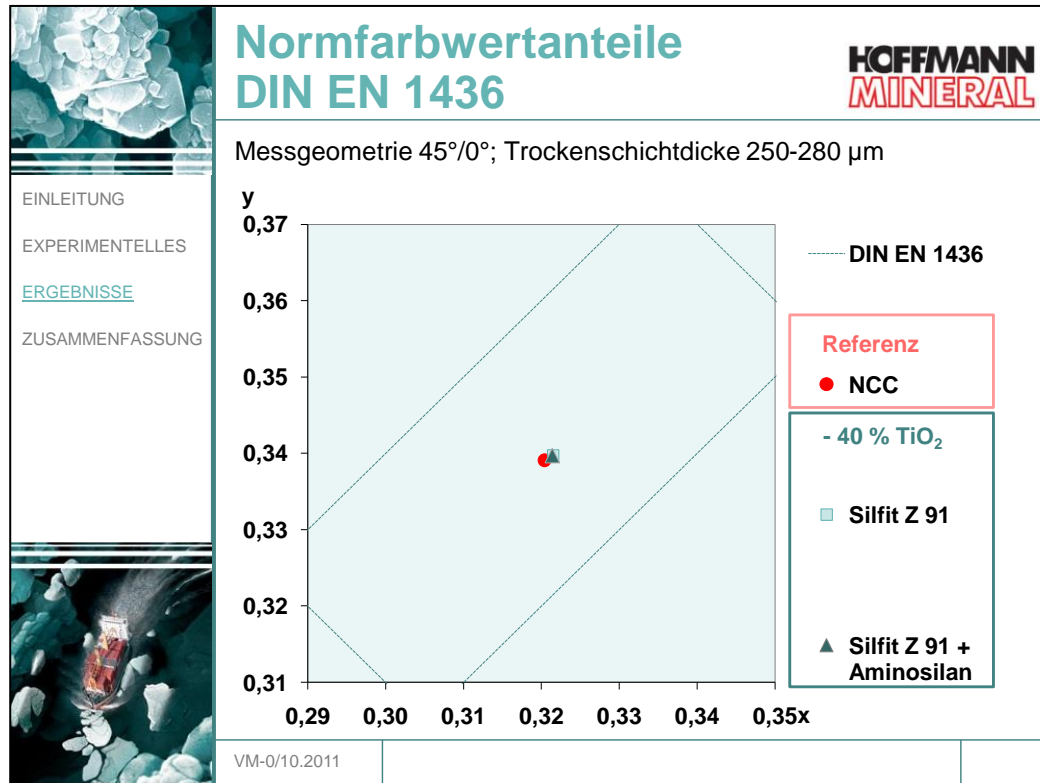 Normfarbwertanteile
DIN EN 1436
HOFFMANN
MINERAL
Messgeometrie 45°/0°; Trockenschichtdicke 250-280 µm
EINLEITUNG
EXPERIMENTELLES
ERGEBNISSE
ZUSAMMENFASSUNG
y
0,37
0,36
0,35
0,34
0,33
0,32
0,31
0,29 0,30 0,31 0,32 0,33 0,34 0,35x
DIN EN 1436
Referenz
NCC
- 40 % TiO₂
Silfit Z 91
Silfit Z 91 +
Aminosilan
VM-0/10.2011